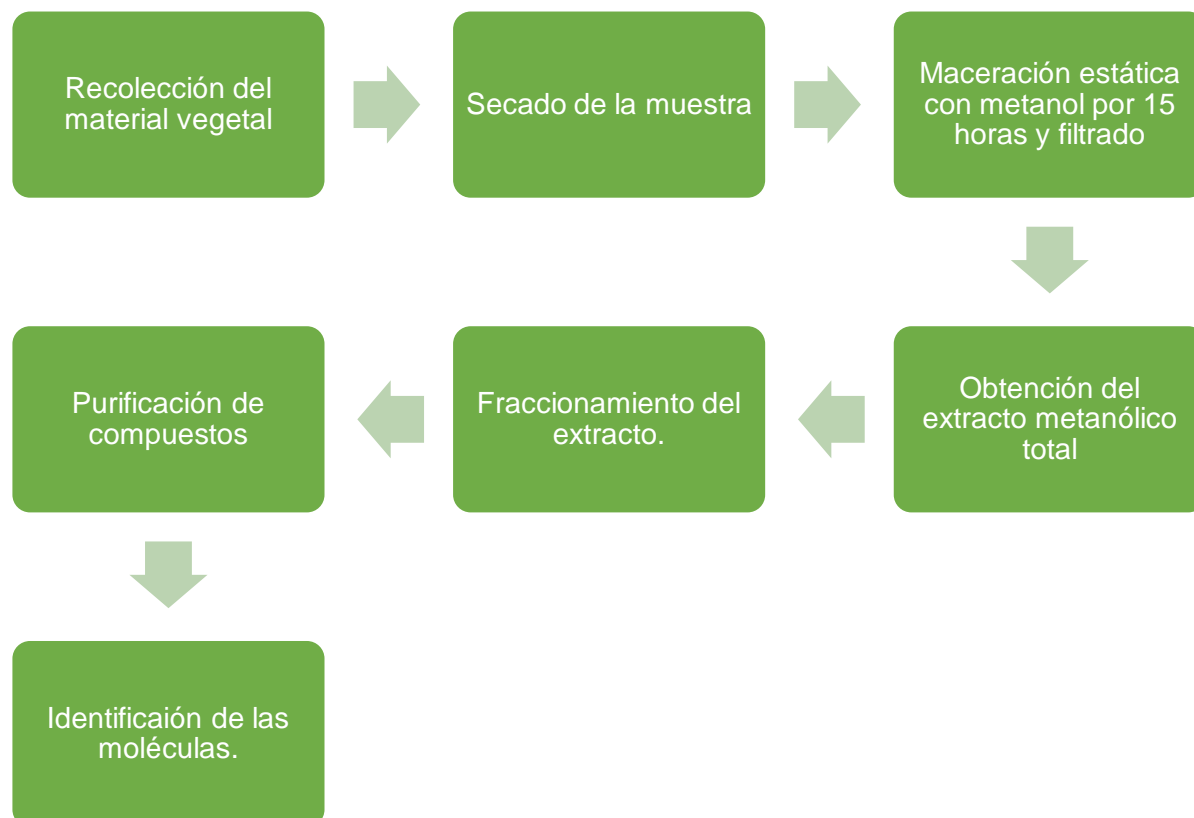 Recolección del
material vegetal
Secado de la muestra
Maceración estática
con metanol por 15
horas y filtrado
Obtención del
extracto metanólico
total
Fraccionamiento del
extracto.
Purificación de
compuestos
Identificaión de las
moléculas.